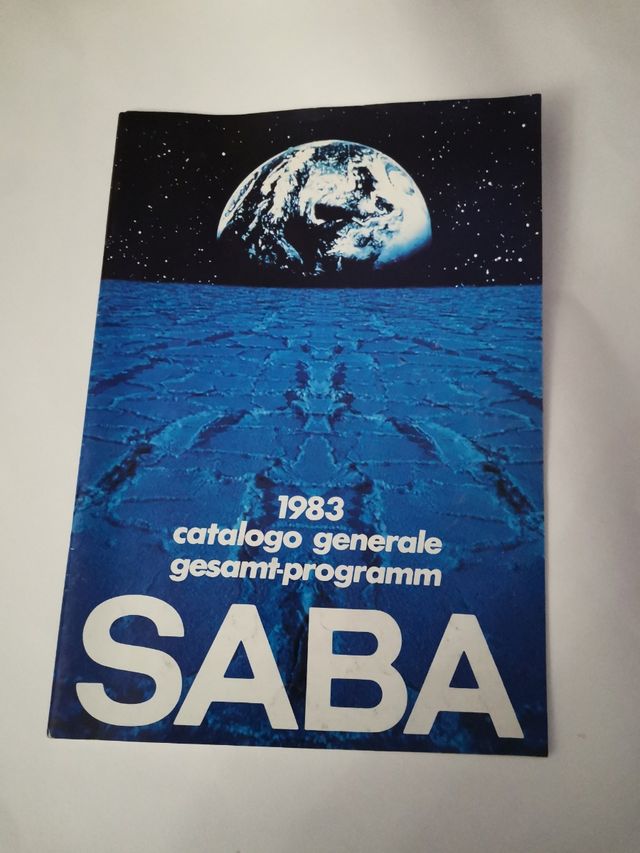 1983
catalogo generale
gesamt-programm
SABA